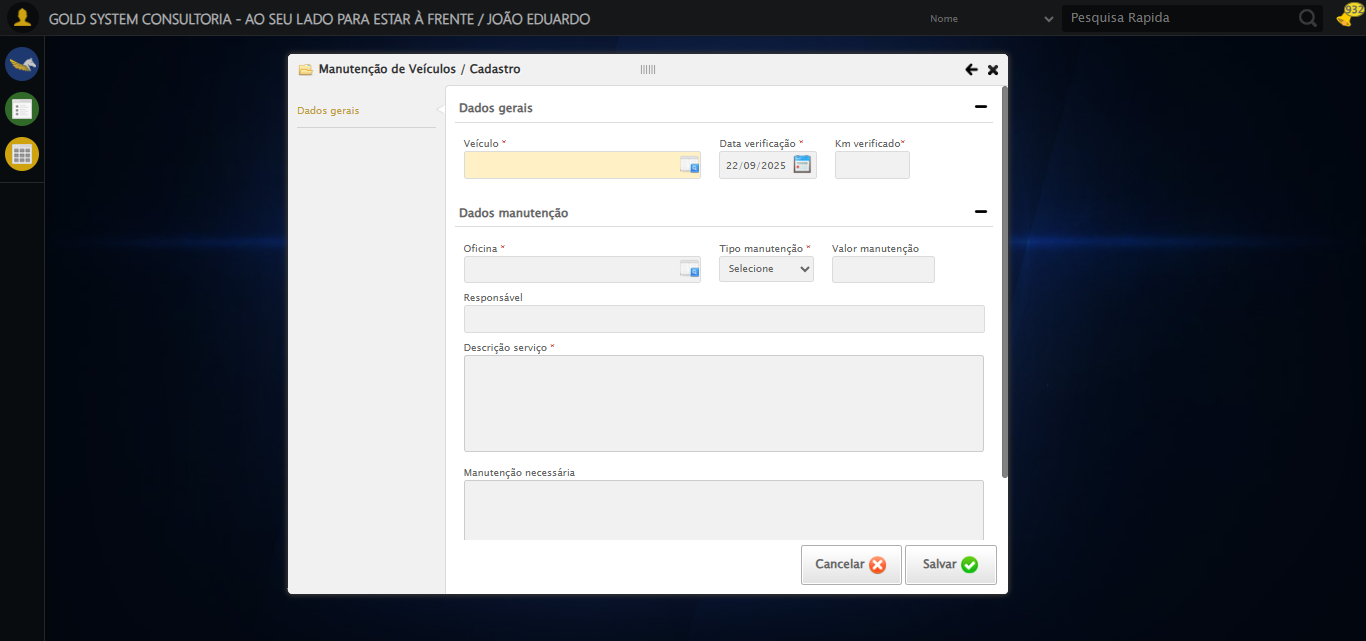 GOLD SYSTEM CONSULTORIA - AO SEU LADO PARA ESTAR À FRENTE / JOÃO EDUARDO
Nome
Pesquisa Rapida
932
Manutenção de Veículos / Cadastro
Dados gerais
Dados gerais
Veículo *
Data verificação *
Km verificado*
22/09/2025
Dados manutenção
Oficina *
Tipo manutenção *
Valor manutenção
Selecione
Responsável
Descrição serviço *
Manutenção necessária
Cancelar
Salvar